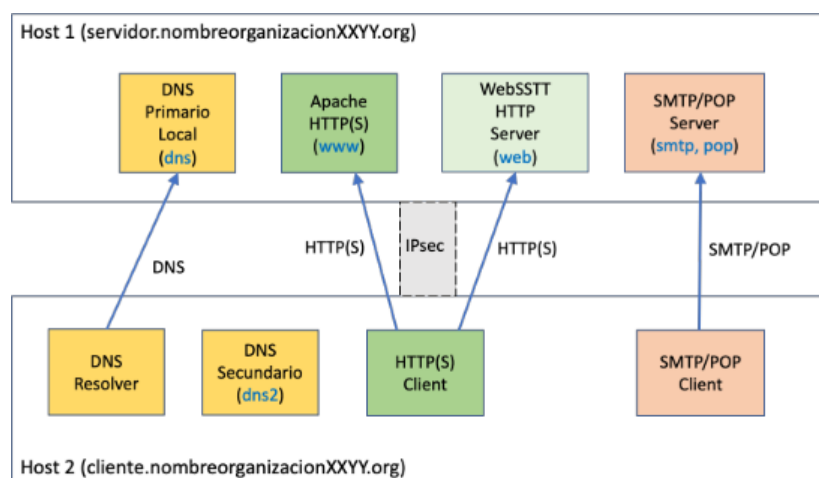 Host 1 (servidor.nombreorganizacionXXYY.org)
DNS
Primario
Local
(dns)
Apache
HTTP(S)
(www)
WebSSTT
HTTP
Server
(web)
SMTP/POP
Server
(smtp, pop)
DNS
HTTP(S)
IPsec
HTTP(S)
SMTP/POP
DNS
Resolver
DNS
Secundario
(dns2)
HTTP(S)
Client
SMTP/POP
Client
Host 2 (cliente.nombreorganizacionXXYY.org)